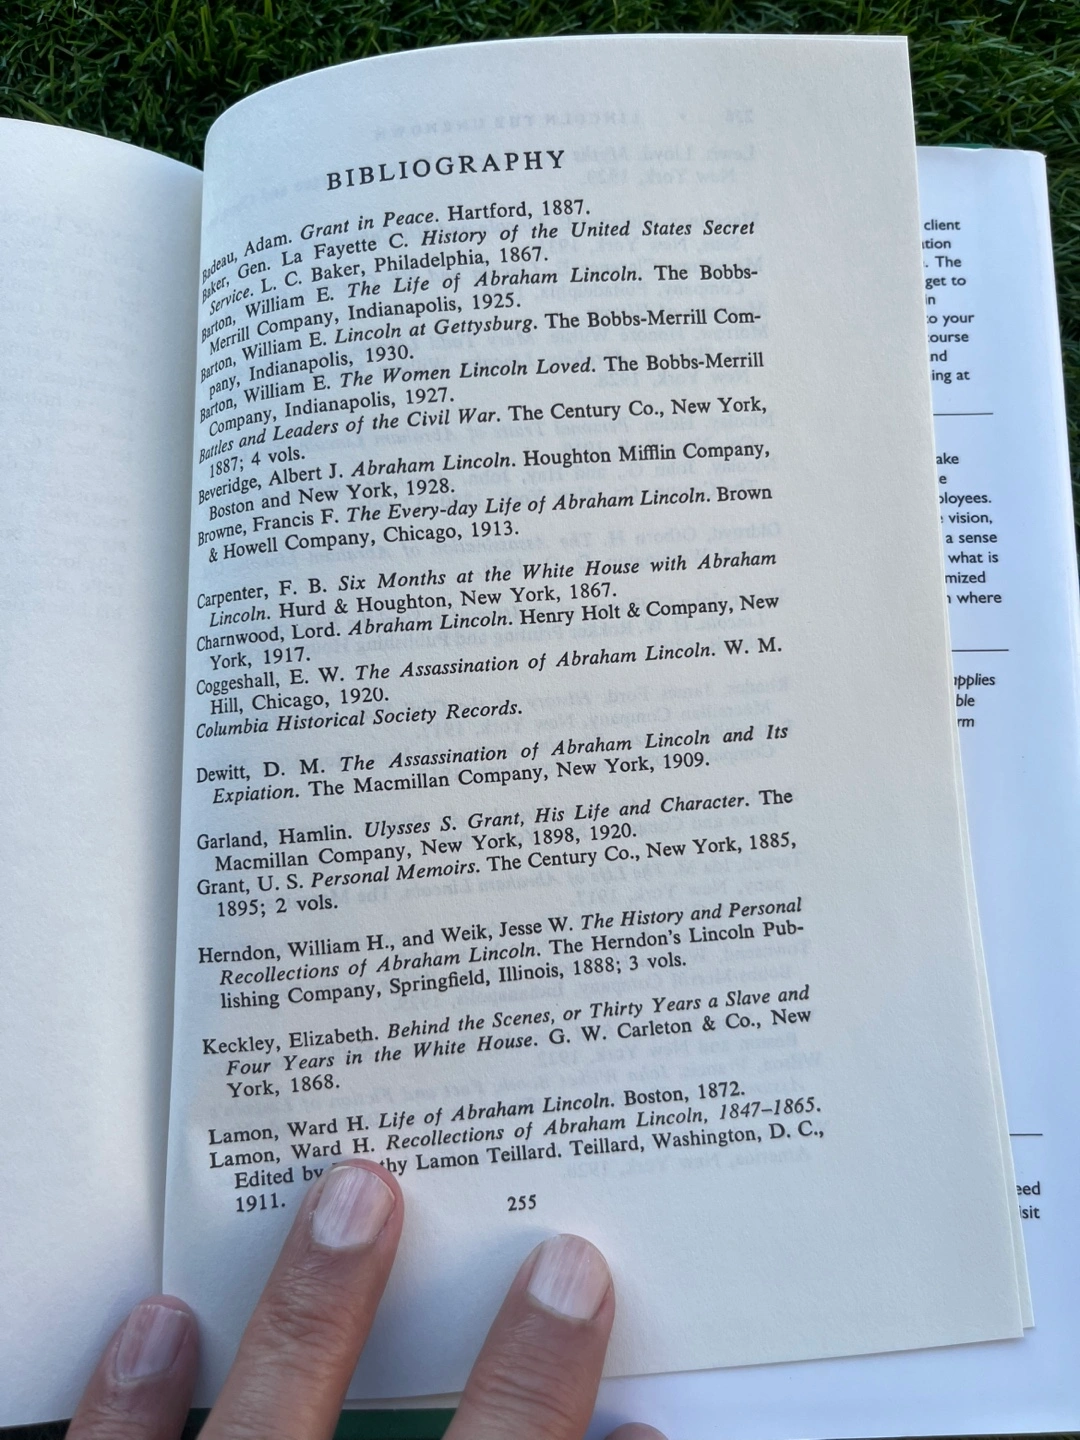 BIBLIOGRAPHY
Badeau, Adam. Grant in Peace. Hartford, 1887.
Baker, Gen. La Fayette C. History of the United States Secret
Service. L. C. Baker, Philadelphia, 1867.
Barton, William E. The Life of Abraham Lincoln. The Bobbs-
Merrill Company, Indianapolis, 1925.
Barton, William E. Lincoln at Gettysburg. The Bobbs-Merrill Com-
pany, Indianapolis, 1930.
Barton, William E. The Women Lincoln Loved. The Bobbs-Merrill
Company, Indianapolis, 1927.
Battles and Leaders of the Civil War. The Century Co., New York,
1887; 4 vols.
Beveridge, Albert J. Abraham Lincoln. Houghton Mifflin Company,
Boston and New York, 1928.
Browne, Francis F. The Every-day Life of Abraham Lincoln. Brown
& Howell Company, Chicago, 1913.
Carpenter, F. B. Six Months at the White House with Abraham
Lincoln. Hurd & Houghton, New York, 1867.
Charnwood, Lord. Abraham Lincoln. Henry Holt & Company, New
York, 1917.
Coggeshall, E. W. The Assassination of Abraham Lincoln. W. M.
Hill, Chicago, 1920.
Columbia Historical Society Records.
Dewitt, D. M. The Assassination of Abraham Lincoln and Its
Expiation. The Macmillan Company, New York, 1909.
Garland, Hamlin. Ulysses S. Grant, His Life and Character. The
Macmillan Company, New York, 1898, 1920.
Grant, U. S. Personal Memoirs. The Century Co., New York, 1885,
1895; 2 vols.
Herndon, William H., and Weik, Jesse W. The History and Personal
Recollections of Abraham Lincoln. The Herndon's Lincoln Pub-
lishing Company, Springfield, Illinois, 1888; 3 vols.
Keckley, Elizabeth. Behind the Scenes, or Thirty Years a Slave and
Four Years in the White House. G. W. Carleton & Co., New
York, 1868.
Lamon, Ward H. Life of Abraham Lincoln. Boston, 1872.
Lamon, Ward H. Recollections of Abraham Lincoln, 1847–1865.
Edited by Lamon Teillard. Teillard, Washington, D. C.,
1911.
255
client
. The
get to
in
to your
ing at
vision,
a sense
what is
where